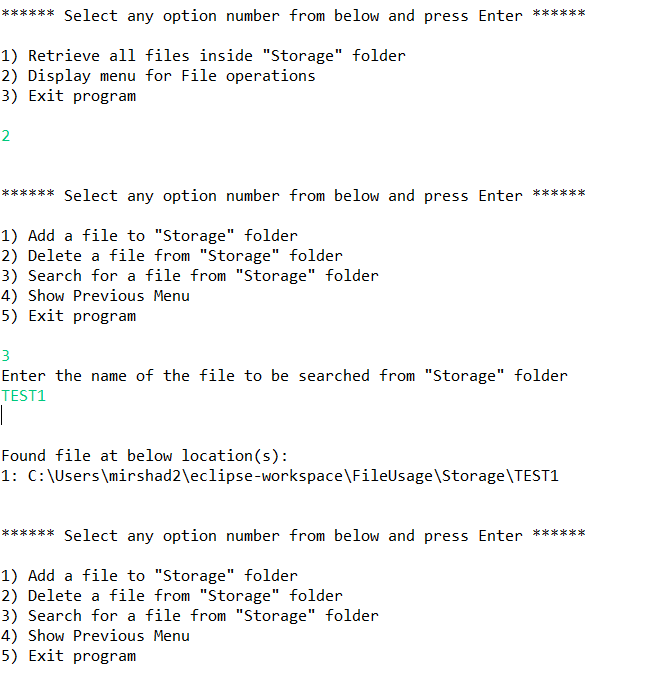 ****** Select any option number from below and press Enter ******
1) Retrieve all files inside "Storage" folder
2) Display menu for File operations
3) Exit program
2
****** Select any option number from below and press Enter ******
1) Add a file to "Storage" folder
2) Delete a file from "Storage" folder
3) Search for a file from "Storage" folder
4) Show Previous Menu
5) Exit program
3
Enter the name of the file to be searched from "Storage" folder
TEST1
Found file at below location(s):
1: C:\Users\mirshad2\eclipse-workspace\FileUsage\Storage\TEST1
****** Select any option number from below and press Enter ******
1) Add a file to "Storage" folder
2) Delete a file from "Storage" folder
3) Search for a file from "Storage" folder
4) Show Previous Menu
5) Exit program